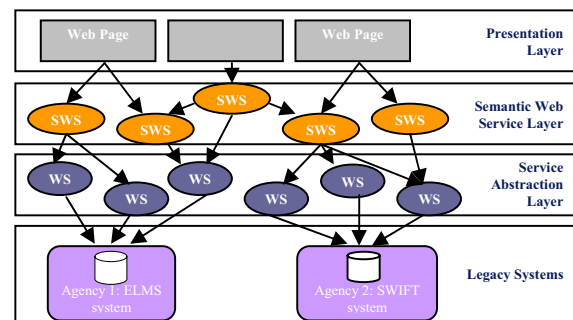 Web Page
Web Page
Presentation
Layer
SWS
SWS
SWS
SWS
SWS
Semantic Web
Service Layer
WS
WS
WS
WS
WS
WS
Service
Abstraction
Layer
Agency 1: ELMS
system
Agency 2: SWIFT
system
Legacy Systems